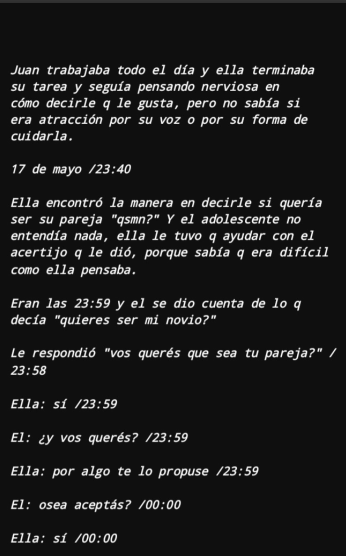 Juan trabajaba todo el día y ella terminaba
su tarea y seguía pensando nerviosa en
cómo decirle q le gusta, pero no sabía si
era atracción por su voz o por su forma de
cuidarla.
17 de mayo /23:40
Ella encontró la manera en decirle si quería
ser su pareja "qsmn?" Y el adolescente no
entendía nada, ella le tuvo q ayudar con el
acertijo q le dió, porque sabía q era difícil
como ella pensaba.
Eran las 23:59 y el se dio cuenta de lo q
decía "quieres ser mi novio?"
Le respondió "vos querés que sea tu pareja?" /
23:58
Ella: sí /23:59
El: ¿y vos querés? /23:59
Ella: por algo te lo propuse /23:59
El: osea aceptás? /00:00
Ella: sí /00:00